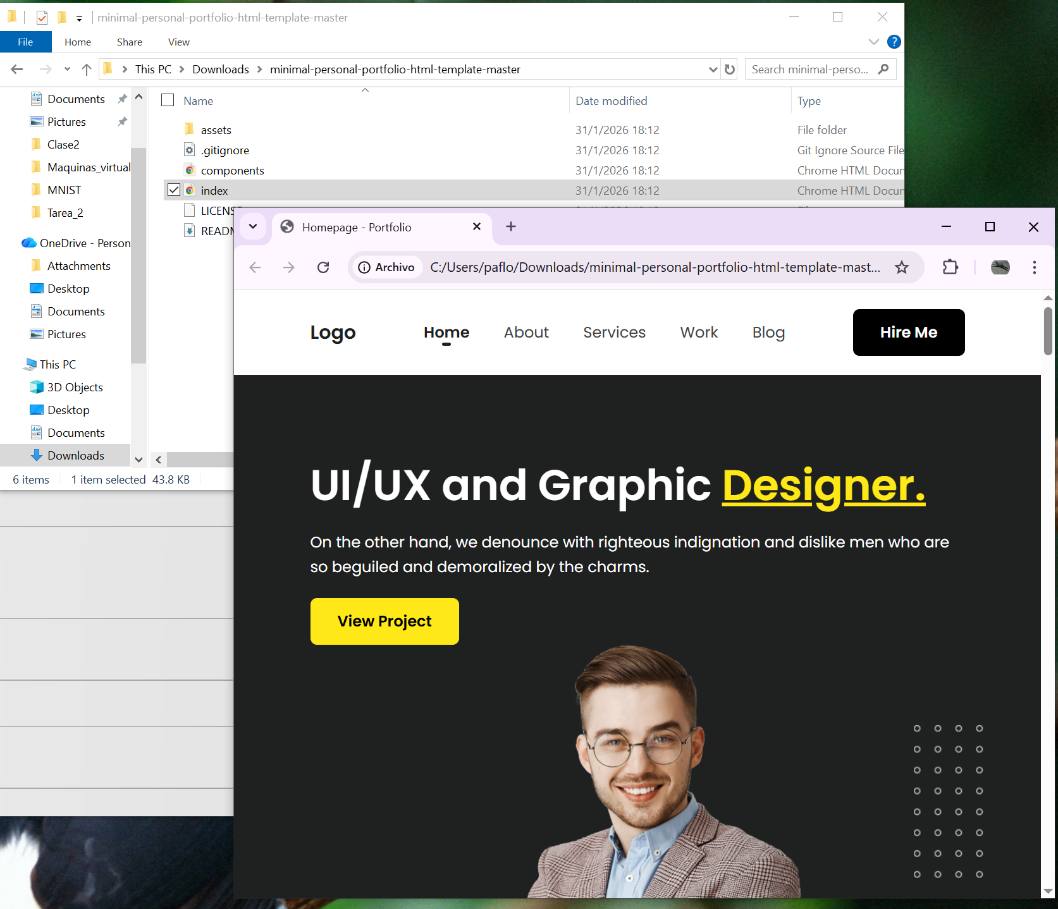 minimal-personal-portfolio-html-template-master
File Home Share View
This PC Downloads minimal-personal-portfolio-html-template-master
Search minimal-perso...
Documents
Pictures
Clase2
Maquinas_virtual
MNIST
Tarea_2
OneDrive - Person
Attachments
Desktop
Documents
Pictures
This PC
3D Objects
Desktop
Documents
Downloads
Name Date modified Type
assets 31/1/2026 18:12 File folder
.gitignore 31/1/2026 18:12 Git Ignore Source File
components 31/1/2026 18:12 Chrome HTML Docum
index 31/1/2026 18:12 Chrome HTML Docum
LICENS
READM
6 items 1 item selected 43.8 KB
Homepage - Portfolio
Archivo C:/Users/paflo/Downloads/minimal-personal-portfolio-html-template-mast...
Logo Home About Services Work Blog Hire Me
UI/UX and Graphic Designer.
On the other hand, we denounce with righteous indignation and dislike men who are
so beguiled and demoralized by the charms.
View Project